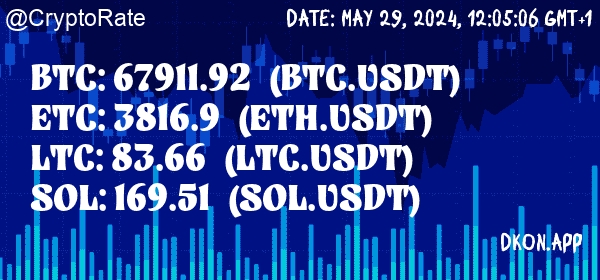 @CryptoRate
DATE: MAY 29, 2024, 12:05:06 GMT+1
BTC: 67911.92 (BTC.USDT)
ETC: 3816.9 (ETH.USDT)
LTC: 83.66 (LTC.USDT)
SOL: 169.51 (SOL.USDT)
DKON.APP